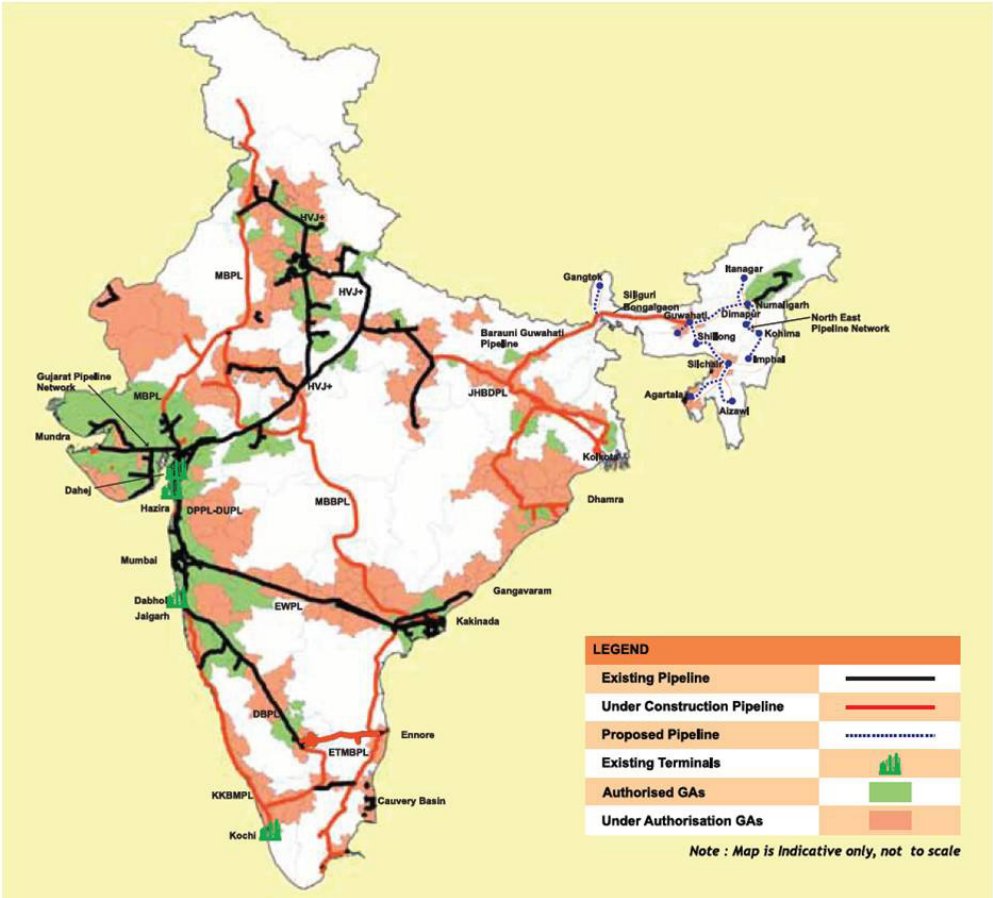 HVJ+
MBPL
HVJ+
Gangtok
Itanagar
Siliguri
Bongaigaon
Guwahati
Numaligarh
Dimapur
North East
Pipeline Network
Kohima
Shillong
Imphal
Silchar
Agartala
Aizawl
Barauni Guwahati
Pipeline
Gujarat Pipeline
Network
MBPL
HVJ+
JHBDPL
Mundra
Kolkota
Dahej
Hazira
DPPL-DUPL
MBBPL
Dhamra
Mumbai
Dabhol
Jaigarh
EWPL
Gangavaram
Kakinada
DBPL
Ennore
ETMBPL
KKBMPL
Cauvery Basin
Kochi
LEGEND
Existing Pipeline
Under Construction Pipeline
Proposed Pipeline
Existing Terminals
Authorised GAs
Under Authorisation GAs
Note : Map is Indicative only, not to scale